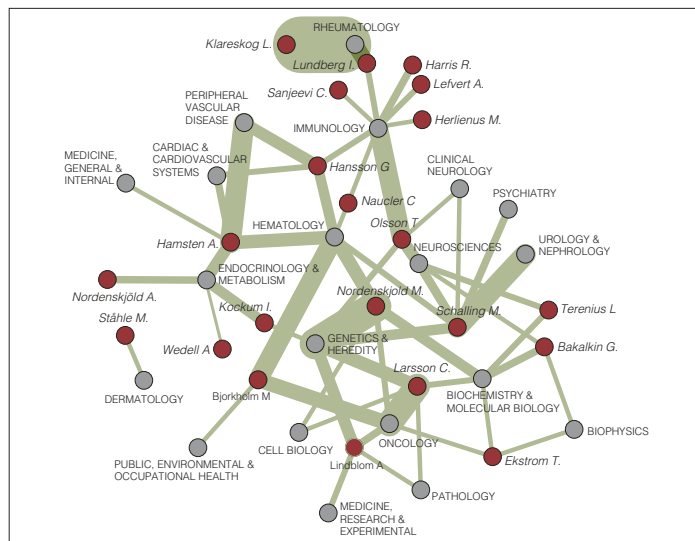 RHEUMATOLOGY
Klareskog L.
Lundberg I.
Harris R.
Sanjeevi C.
Lefvert A.
PERIPHERAL
VASCULAR
DISEASE
Herlienus M.
IMMUNOLOGY
MEDICINE,
GENERAL &
INTERNAL
CARDIAC &
CARDIOVASCULAR
SYSTEMS
Hansson G
CLINICAL
NEUROLOGY
PSYCHIATRY
Naucler C
HEMATOLOGY
Olsson T.
Hamsten A.
NEUROSCIENCES
UROLOGY &
NEPHROLOGY
ENDOCRINOLOGY &
METABOLISM
Nordenskjöld A.
Nordenskjold M.
Kockum I.
Schalling M.
Terenius L
Ståhle M.
GENETICS &
HEREDITY
Wedell A
Bakalkin G.
Larsson C.
DERMATOLOGY
Bjorkholm M
BIOCHEMISTRY &
MOLECULAR BIOLOGY
CELL BIOLOGY
ONCOLOGY
BIOPHYSICS
PUBLIC, ENVIRONMENTAL &
OCCUPATIONAL HEALTH
Lindblom A
Ekstrom T.
PATHOLOGY
MEDICINE,
RESEARCH &
EXPERIMENTAL